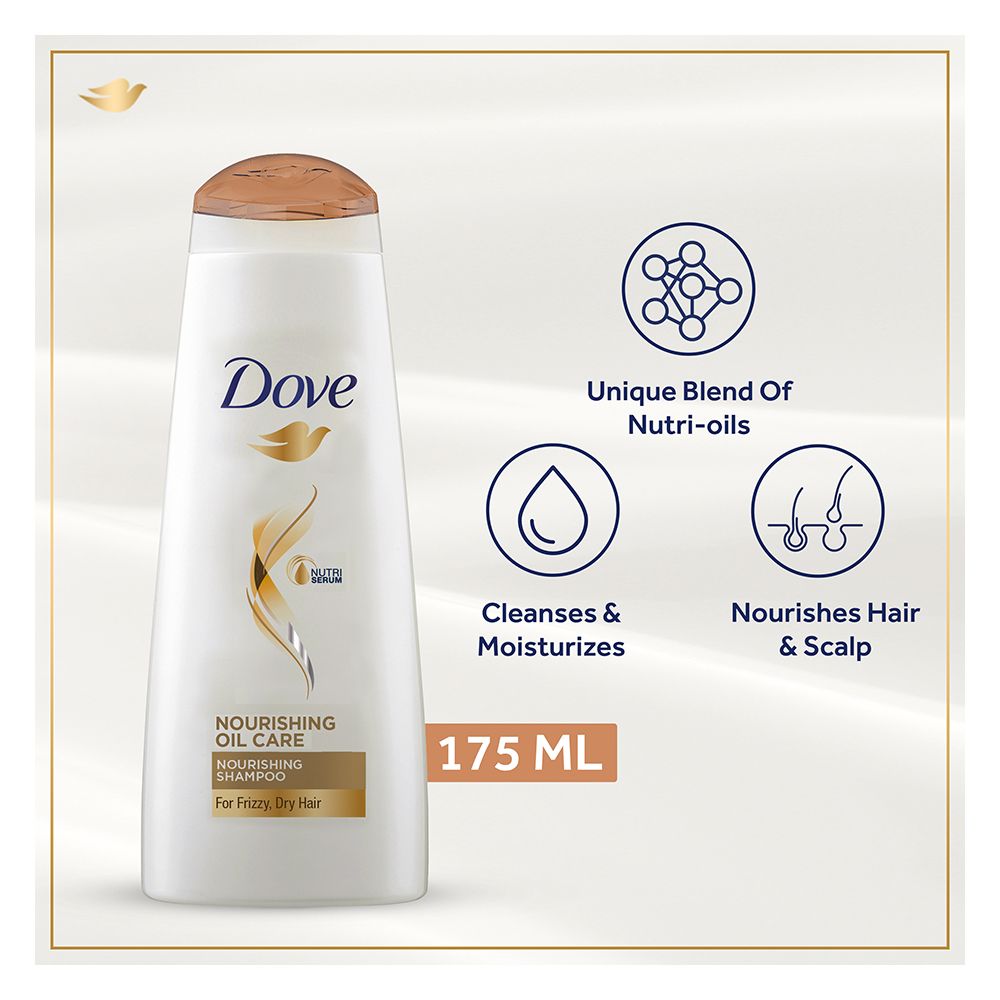 Dove
NUTRI
SERUM
NOURISHING
OIL CARE
NOURISHING
SHAMPOO
For Frizzy, Dry Hair
175 ML
Unique Blend Of
Nutri-oils
Cleanses &
Moisturizes
Nourishes Hair
& Scalp